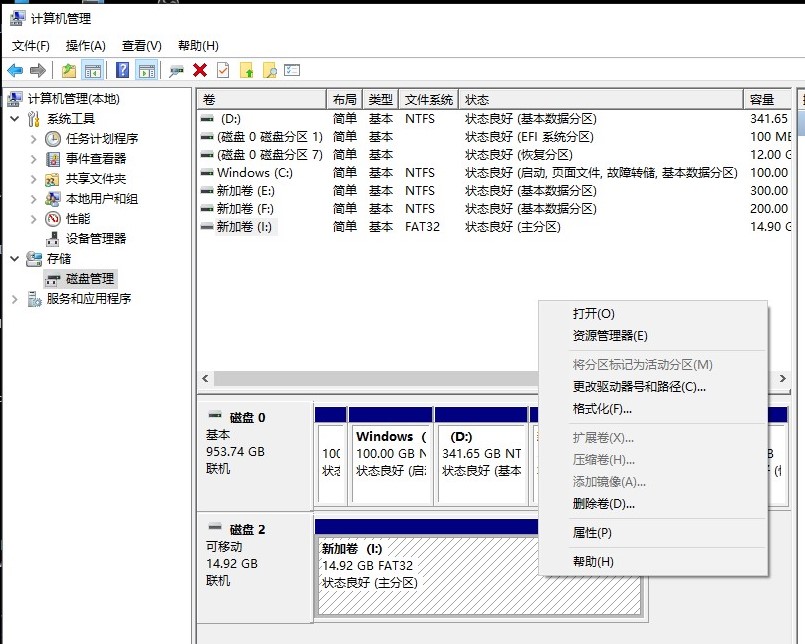 计算机管理
文件(F) 操作(A) 查看(V) 帮助(H)
计算机管理(本地)
系统工具
任务计划程序
事件查看器
共享文件夹
本地用户和组
性能
设备管理器
存储
磁盘管理
服务和应用程序
卷 布局 类型 文件系统 状态 容量
(D:) 简单 基本 NTFS 状态良好 (基本数据分区) 341.65
(磁盘 0 磁盘分区 1) 简单 基本 状态良好 (EFI 系统分区) 100 ME
(磁盘 0 磁盘分区 7) 简单 基本 状态良好 (恢复分区) 12.00 G
Windows (C:) 简单 基本 NTFS 状态良好 (启动, 页面文件, 故障转储, 基本数据分区) 100.00
新加卷 (E:) 简单 基本 NTFS 状态良好 (基本数据分区) 300.00
新加卷 (F:) 简单 基本 NTFS 状态良好 (基本数据分区) 200.00
新加卷 (I:) 简单 基本 FAT32 状态良好 (主分区) 14.90 G
打开(O)
资源管理器(E)
将分区标记为活动分区(M)
更改驱动器号和路径(C)...
格式化(F)...
扩展卷(X)...
压缩卷(H)...
添加镜像(A)...
删除卷(D)...
属性(P)
帮助(H)
磁盘 0
基本
953.74 GB
联机
100
状态
Windows (
100.00 GB N
状态良好 (启
(D:)
341.65 GB NT
状态良好 (基本
磁盘 2
可移动
14.92 GB
联机
新加卷 (I:)
14.92 GB FAT32
状态良好 (主分区)